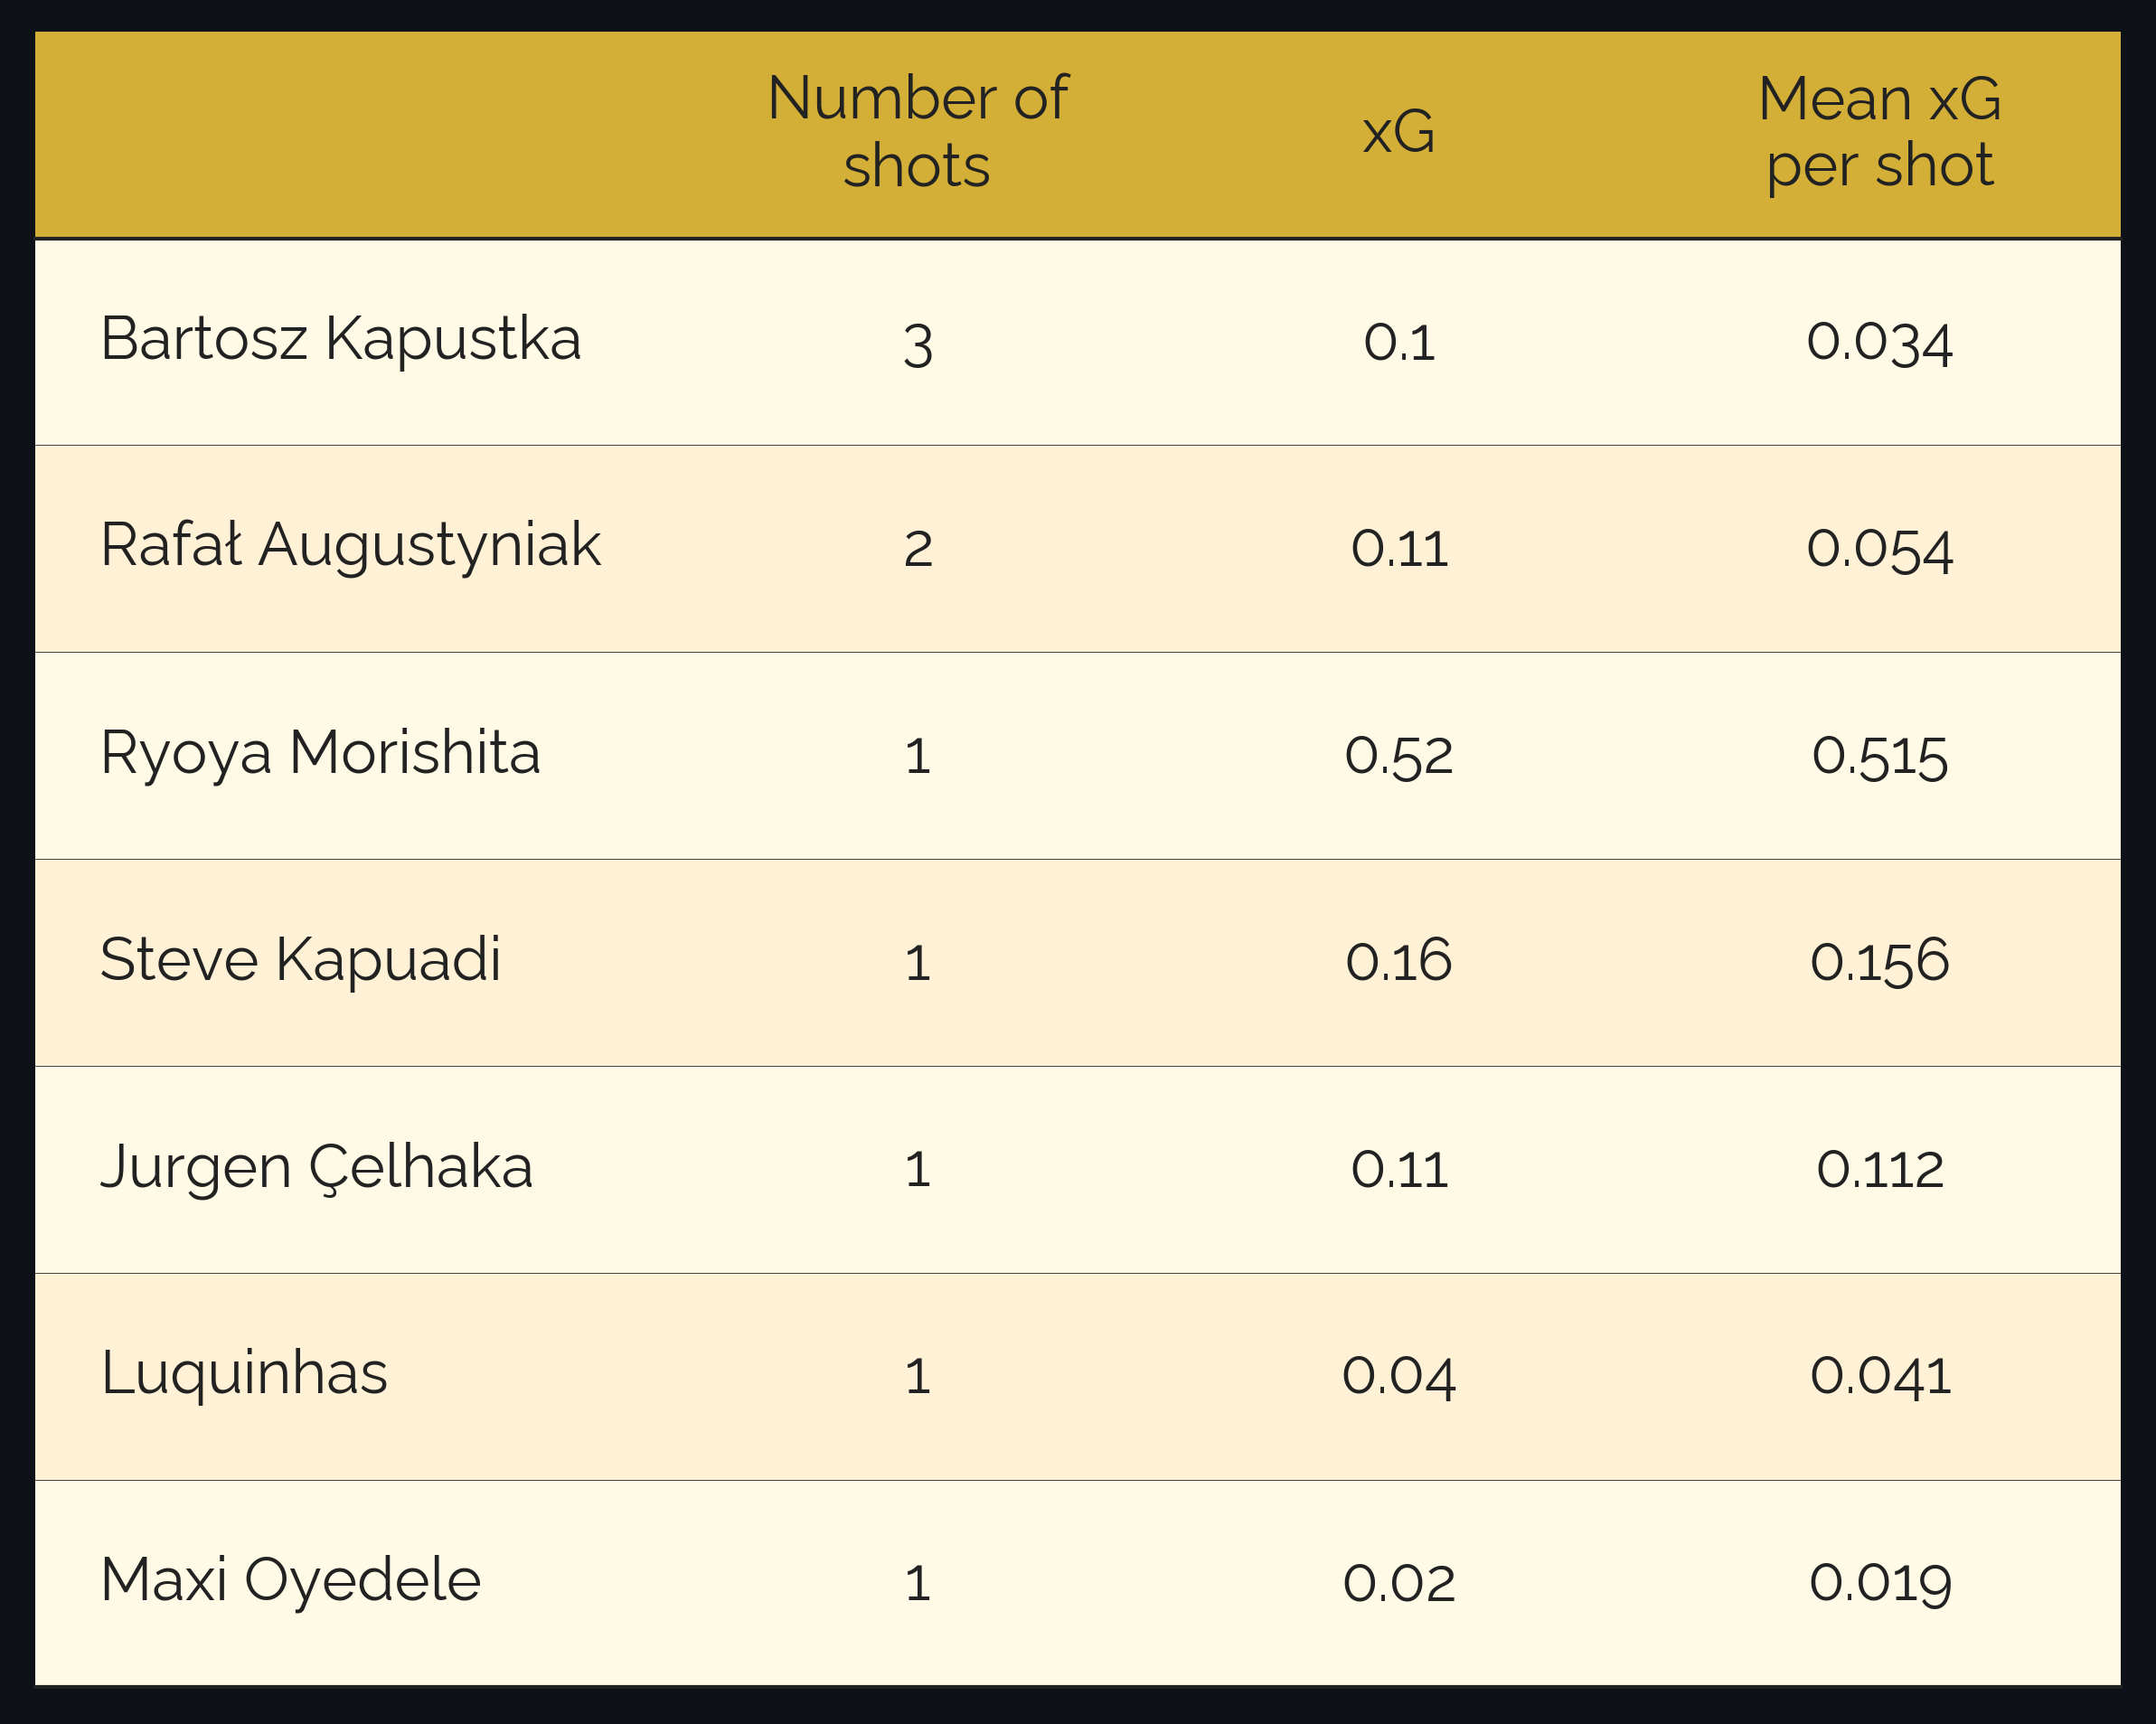 Number of
shots
xG
Mean xG
per shot
Bartosz Kapustka 3 0.1 0.034
Rafał Augustyniak 2 0.11 0.054
Ryoya Morishita 1 0.52 0.515
Steve Kapuadi 1 0.16 0.156
Jurgen Çelhaka 1 0.11 0.112
Luquinhas 1 0.04 0.041
Maxi Oyedele 1 0.02 0.019